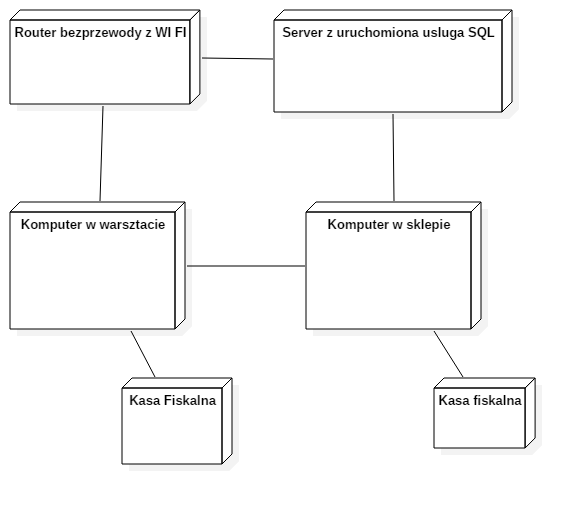 Router bezprzewody z WI FI
Server z uruchomiona usluga SQL
Komputer w warsztacie
Komputer w sklepie
Kasa Fiskalna
Kasa fiskalna